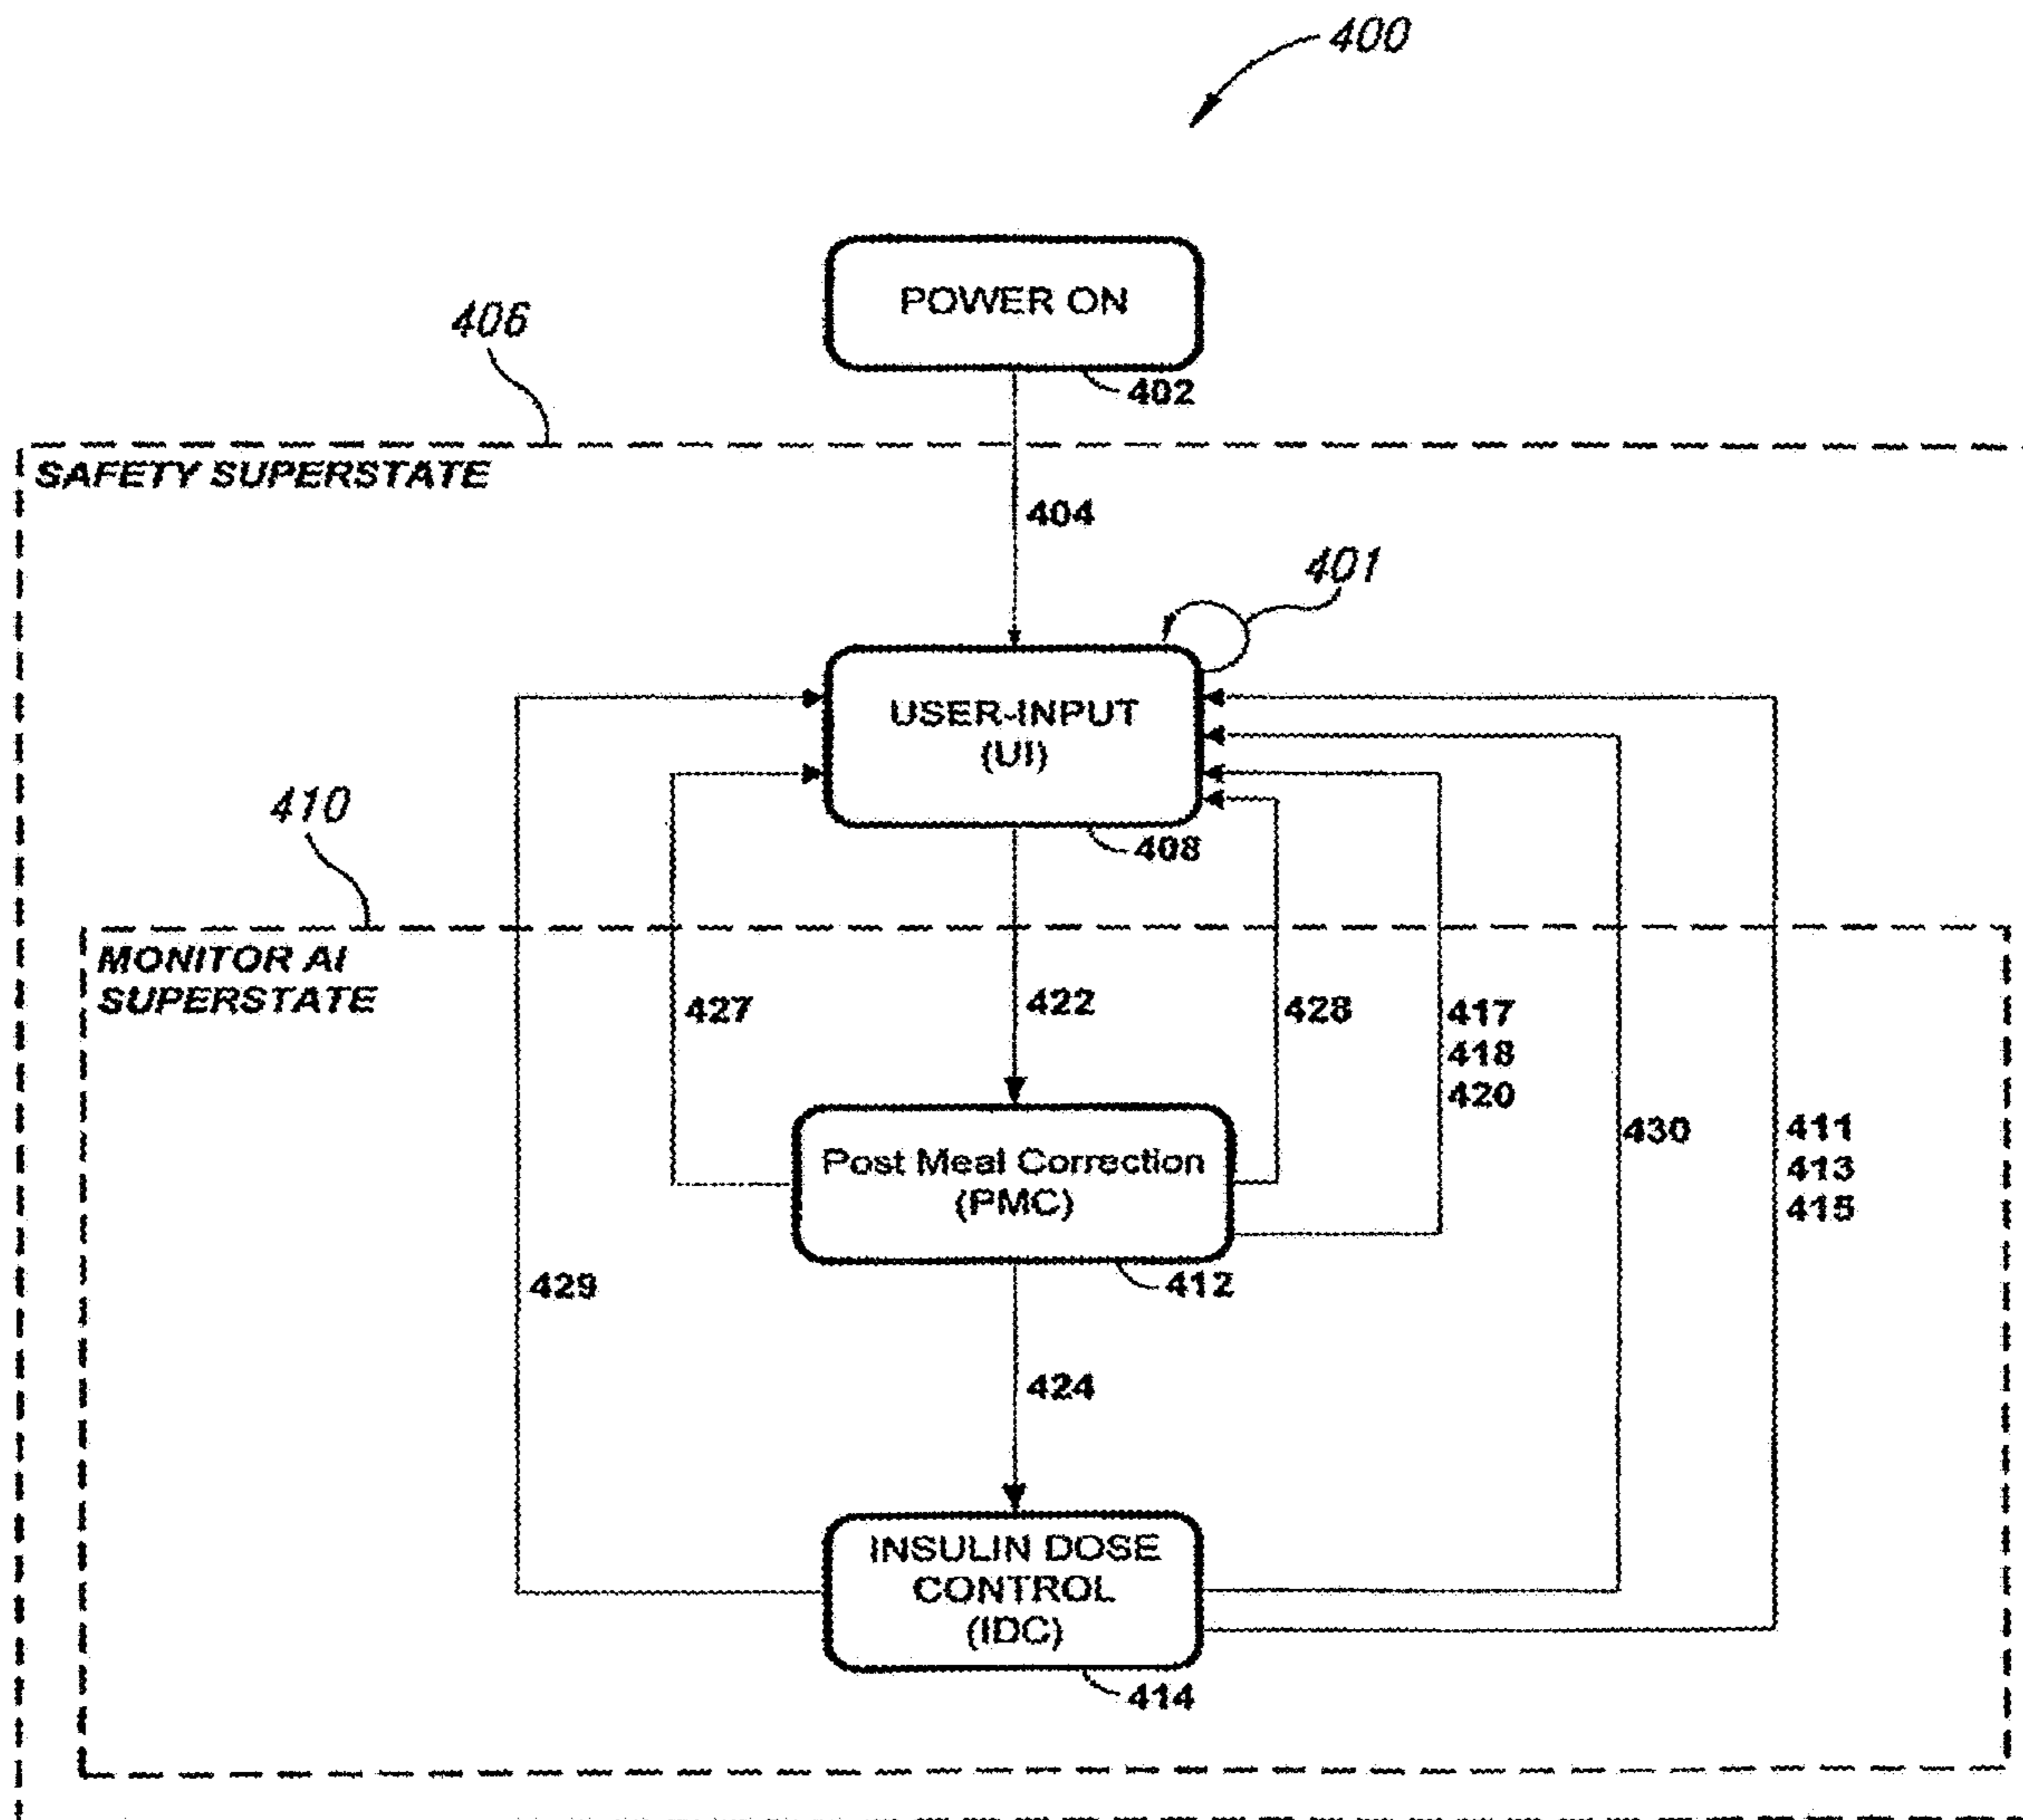 400
POWER ON
406
402
SAFETY SUPERSTATE
404
401
USER-INPUT
(UI)
410
408
MONITOR AI
SUPERSTATE
427
422
428
417
418
420
430
411
413
415
Post Meal Correction
(PMC)
429
412
424
INSULIN DOSE
CONTROL
(IDC)
414